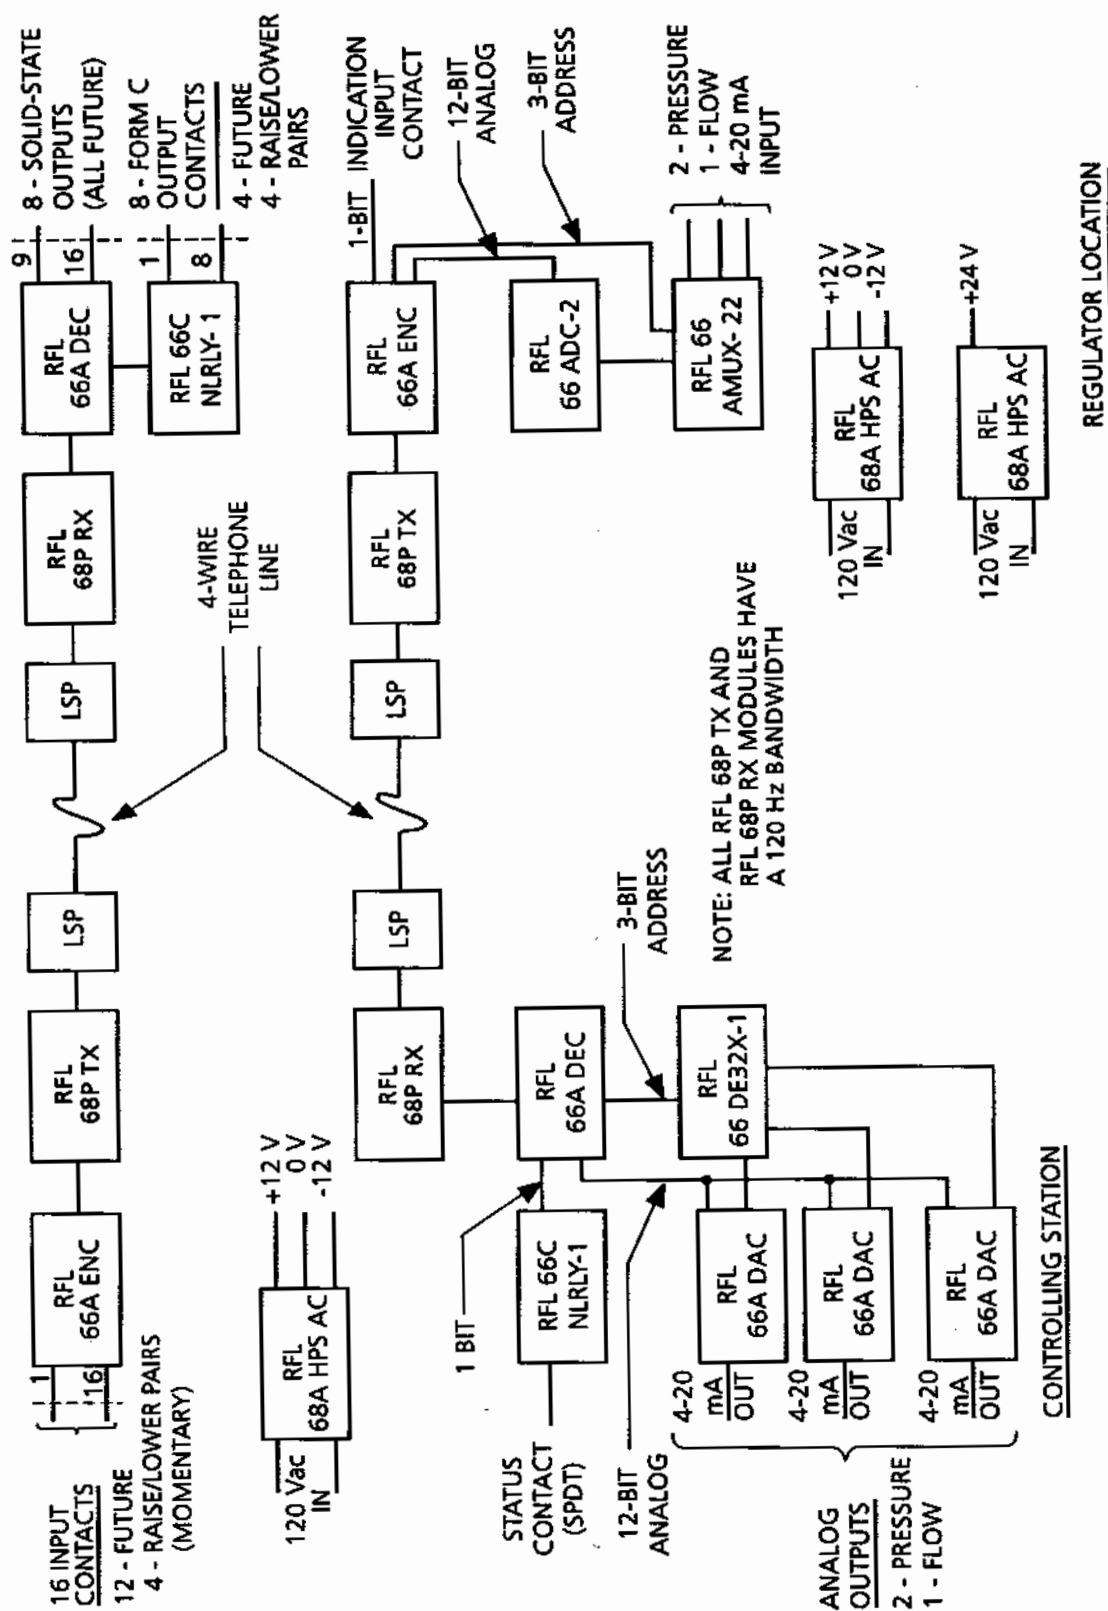 16 INPUT
CONTACTS
12 - FUTURE
4 - RAISE/LOWER PAIRS
(MOMENTARY)
1
16
RFL
66A ENC
RFL
68P TX
LSP
4-WIRE
TELEPHONE
LINE
LSP
RFL
68P RX
RFL
66A DEC
RFL 66C
NLRLY- 1
9
16
1
8
8 - SOLID-STATE
OUTPUTS
(ALL FUTURE)
8 - FORM C
OUTPUT
CONTACTS
4 - FUTURE
4 - RAISE/LOWER
PAIRS
120 Vac
IN
RFL
68A HPS AC
+12 V
0 V
-12 V
RFL
68P RX
LSP
LSP
RFL
68P TX
RFL
66A ENC
1-BIT INDICATION
INPUT
CONTACT
12-BIT
ANALOG
3-BIT
ADDRESS
RFL
66 ADC-2
RFL 66
AMUX- 22
2 - PRESSURE
1 - FLOW
4-20 mA
INPUT
1 BIT
STATUS
CONTACT
(SPDT)
RFL 66C
NLRLY-1
RFL
66A DEC
3-BIT
ADDRESS
RFL
66 DE32X-1
12-BIT
ANALOG
4-20
mA
OUT
RFL
66A DAC
4-20
mA
OUT
RFL
66A DAC
4-20
mA
OUT
RFL
66A DAC
ANALOG
OUTPUTS
2 - PRESSURE
1 - FLOW
NOTE: ALL RFL 68P TX AND
RFL 68P RX MODULES HAVE
A 120 Hz BANDWIDTH
120 Vac
IN
RFL
68A HPS AC
+12 V
0 V
-12 V
120 Vac
IN
RFL
68A HPS AC
+24 V
CONTROLLING STATION
REGULATOR LOCATION